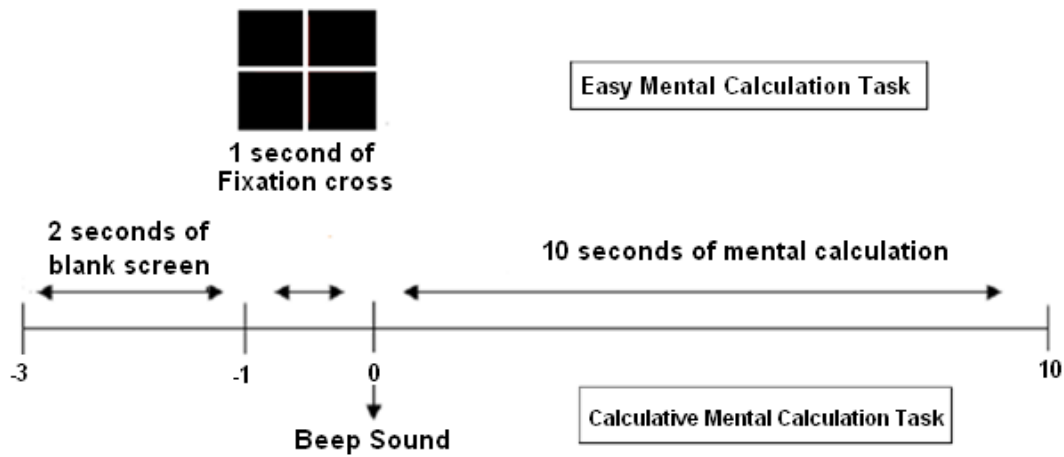 Easy Mental Calculation Task
1 second of
Fixation cross
2 seconds of
blank screen
10 seconds of mental calculation
-3
-1
0
10
Beep Sound
Calculative Mental Calculation Task